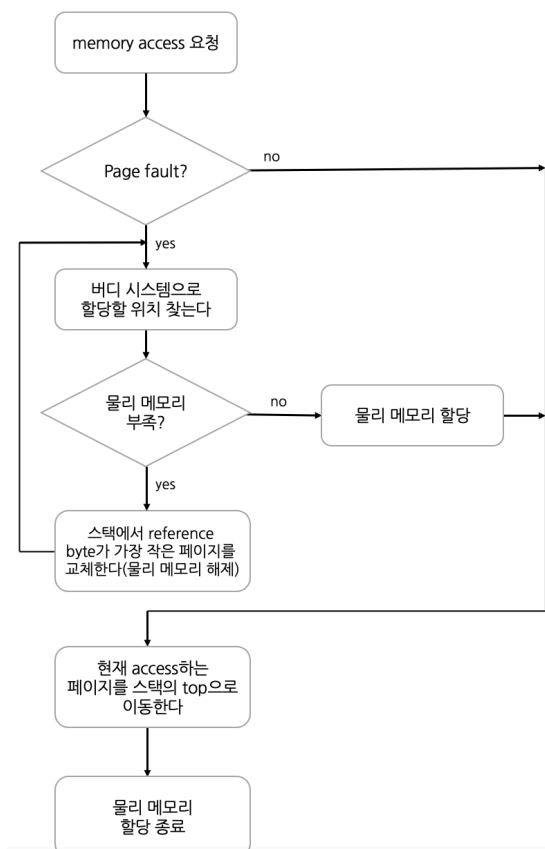 memory access 요청
Page fault?
no
yes
버디 시스템으로
할당할 위치 찾는다
물리 메모리
부족?
no
물리 메모리 할당
yes
스택에서 reference
byte가 가장 작은 페이지를
교체한다(물리 메모리 해제)
현재 access하는
페이지를 스택의 top으로
이동한다
물리 메모리
할당 종료